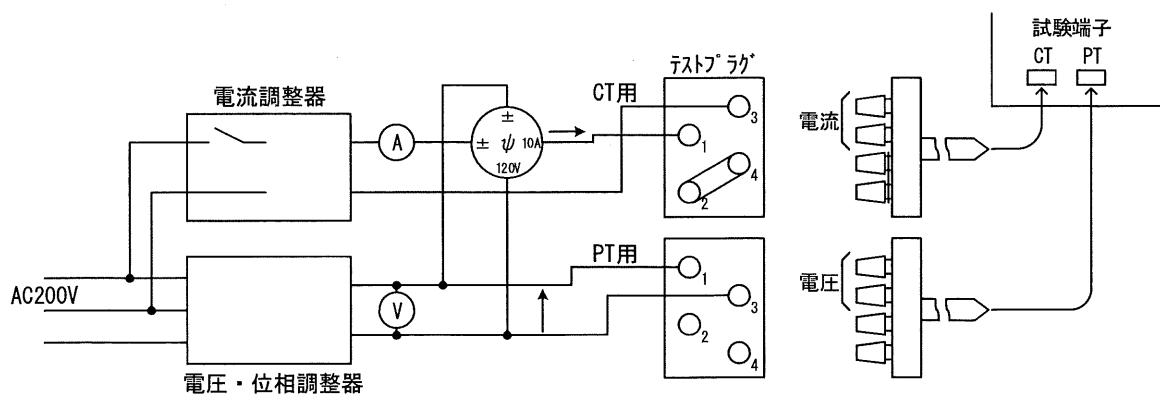 試験端子
CT PT
テストプラグ
電流調整器
CT用
±
± ψ 10A
120V
A
3
1
4
2
電流
AC200V
PT用
V
1
3
2
4
電圧
電圧・位相調整器